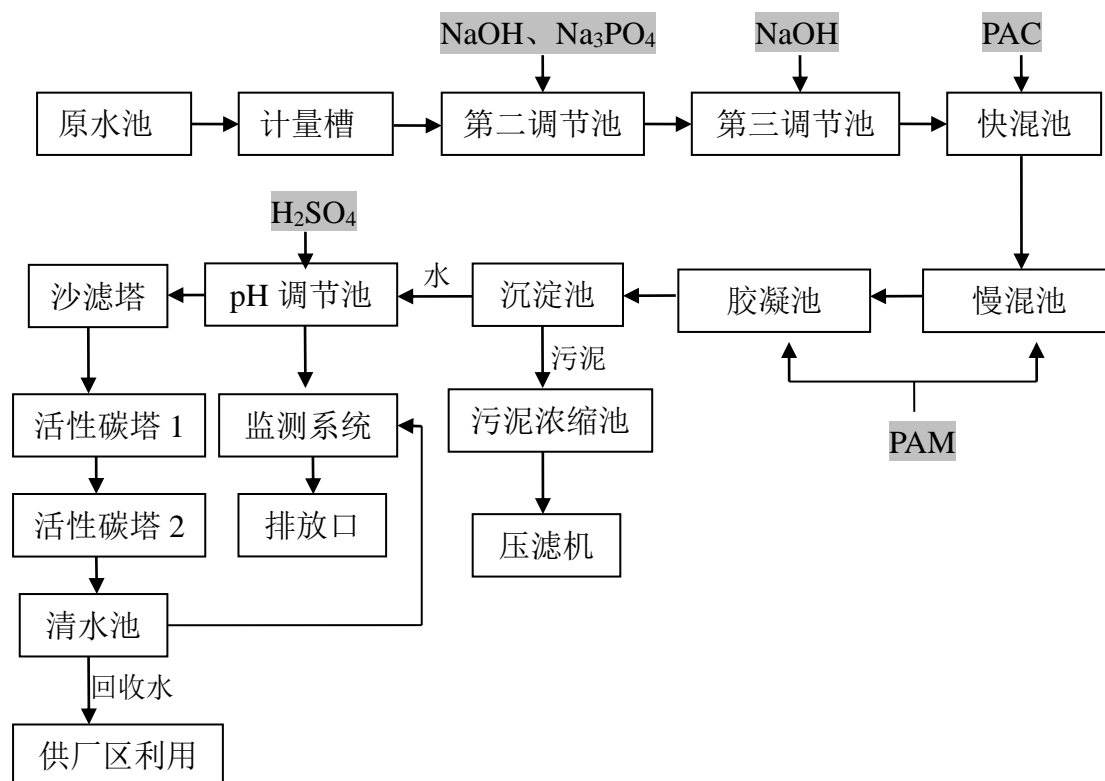 NaOH、Na₃PO₄
NaOH
PAC
原水池
计量槽
第二调节池
第三调节池
快混池
H₂SO₄
沙滤塔
pH 调节池
水
沉淀池
胶凝池
慢混池
污泥
活性碳塔 1
监测系统
污泥浓缩池
PAM
活性碳塔 2
排放口
压滤机
清水池
回收水
供厂区利用